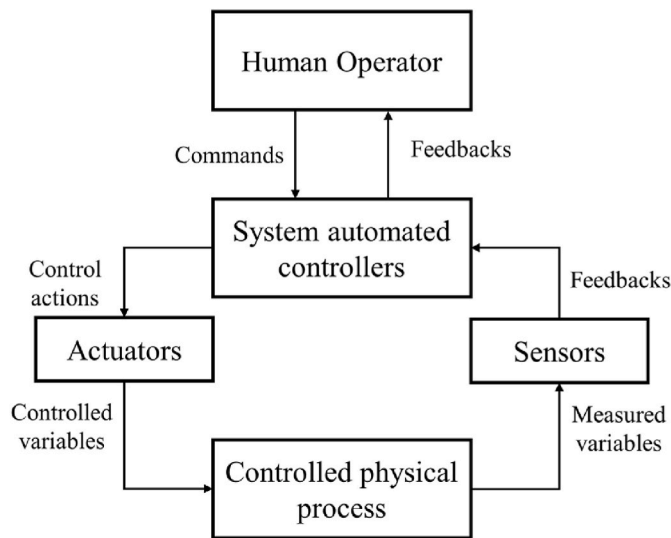 Human Operator
Commands
Feedbacks
System automated
controllers
Control
actions
Feedbacks
Actuators
Sensors
Controlled
variables
Measured
variables
Controlled physical
process